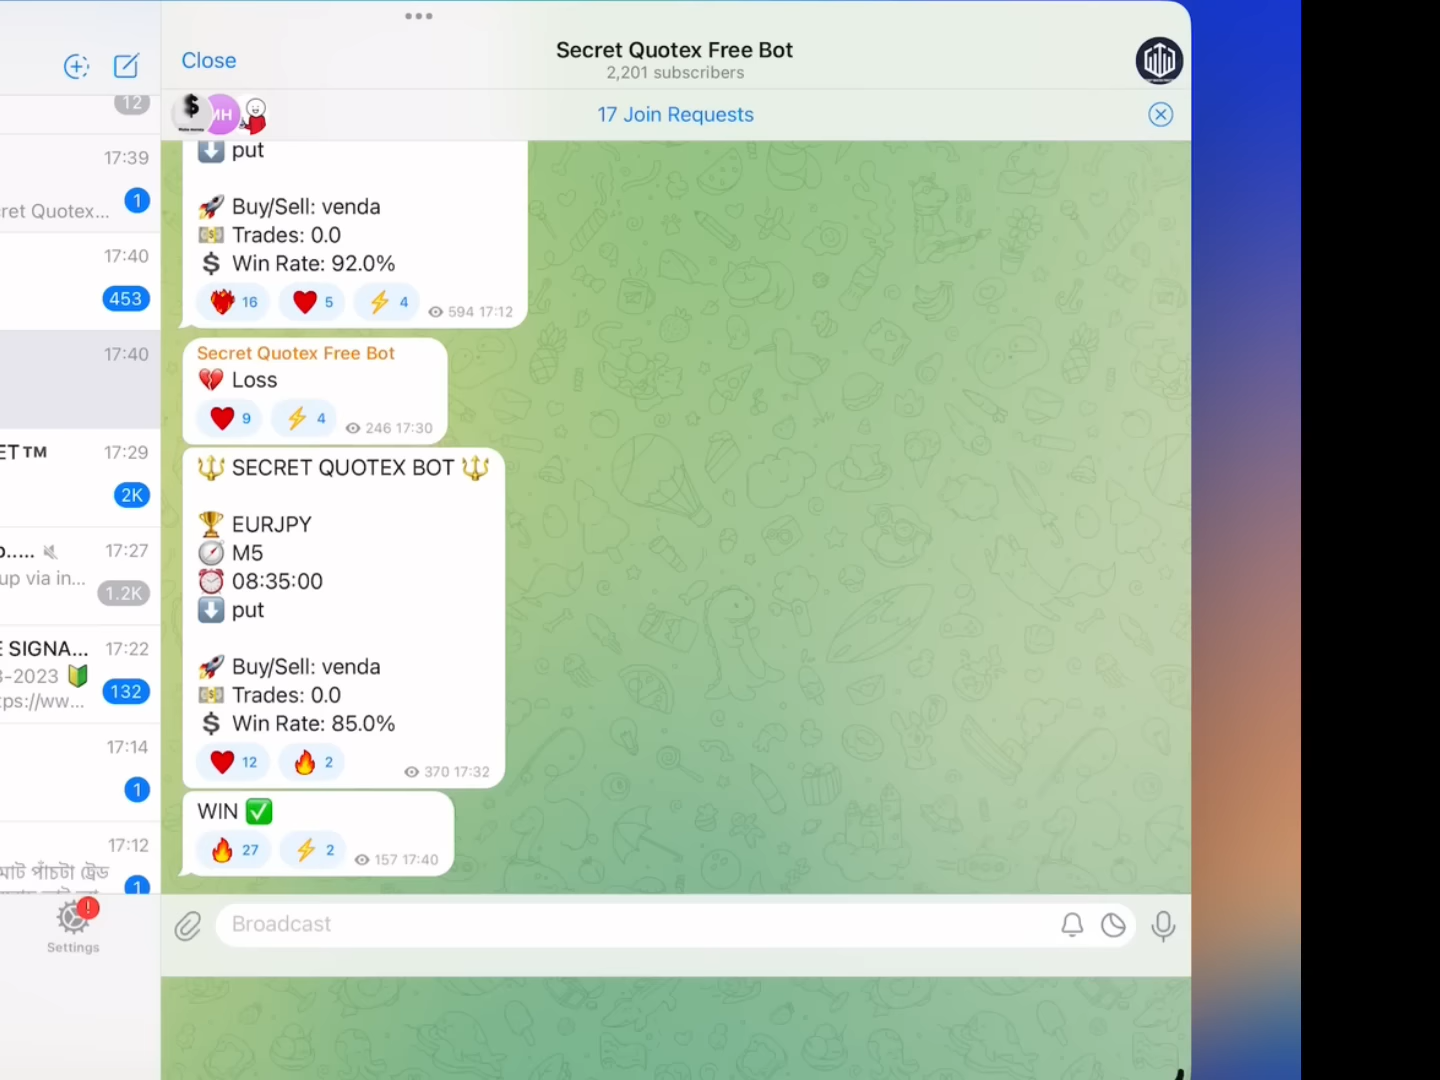 Close
Secret Quotex Free Bot
2,201 subscribers
MH
17 Join Requests
12
17:39
ret Quotex...
1
17:40
453
17:40
ET™
17:29
2K
o.....
17:27
up via in...
1.2K
E SIGNA...
17:22
3-2023
132
tps://ww...
17:14
1
17:12
মাট পাঁচটা ট্রেড
1
Settings
put
Buy/Sell: venda
Trades: 0.0
$ Win Rate: 92.0%
16 5 4 594 17:12
Secret Quotex Free Bot
Loss
9 4 246 17:30
SECRET QUOTEX BOT
EURJPY
M5
08:35:00
put
Buy/Sell: venda
Trades: 0.0
$ Win Rate: 85.0%
12 2 370 17:32
WIN
27 2 157 17:40
Broadcast